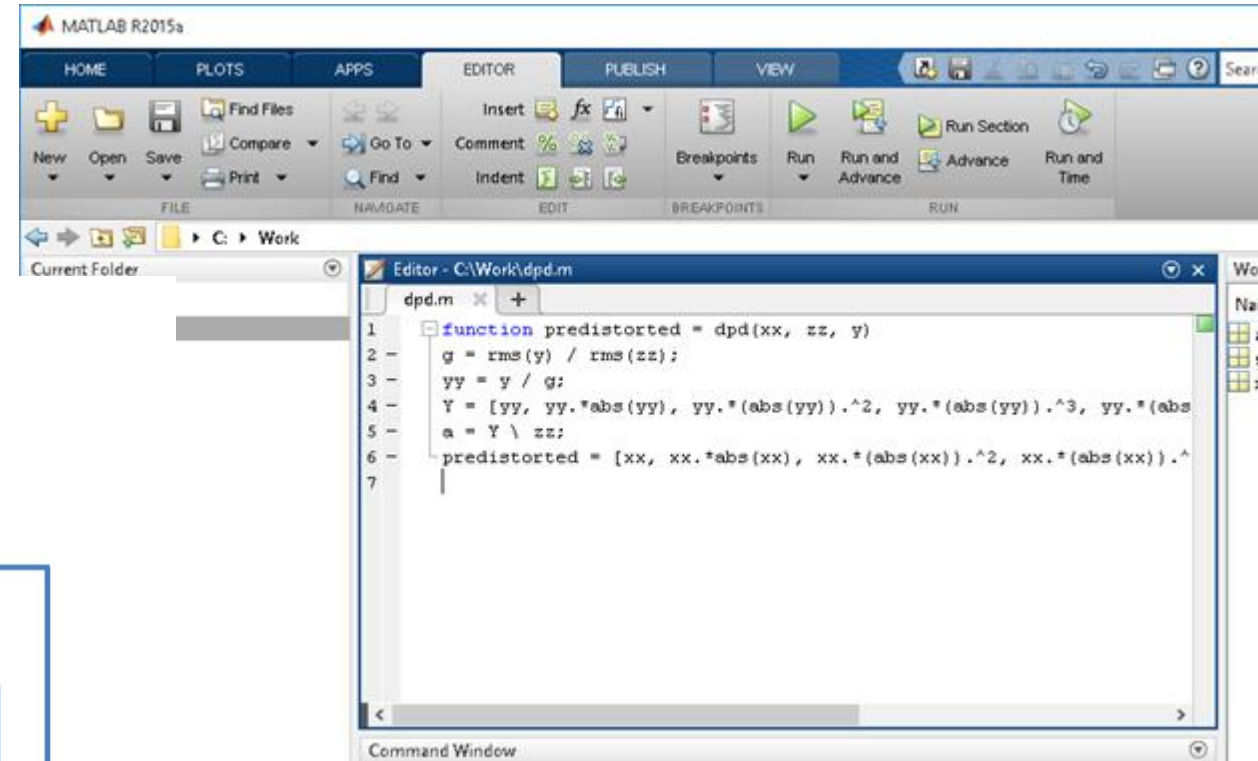 MATLAB R2015a
HOME PLOTS APPS EDITOR PUBLISH VIEW Sear
New Open Save Find Files Compare Print
Go To Find
Insert fx
Comment %
Indent
Breakpoints
Run Run and Advance Run Section Advance Run and Time
FILE NAVIGATE EDIT BREAKPOINTS RUN
C: Work
Current Folder
Editor - C:\Work\dpd.m
Wo
dpd.m +
Na
1 function predistorted = dpd(xx, zz, y)
2 - g = rms(y) / rms(zz);
3 - yy = y / g;
4 - Y = [yy, yy.*abs(yy), yy.*(abs(yy)).^2, yy.*(abs(yy)).^3, yy.*(abs
5 - a = Y \ zz;
6 - predistorted = [xx, xx.*abs(xx), xx.*(abs(xx)).^2, xx.*(abs(xx)).^
7
Command Window